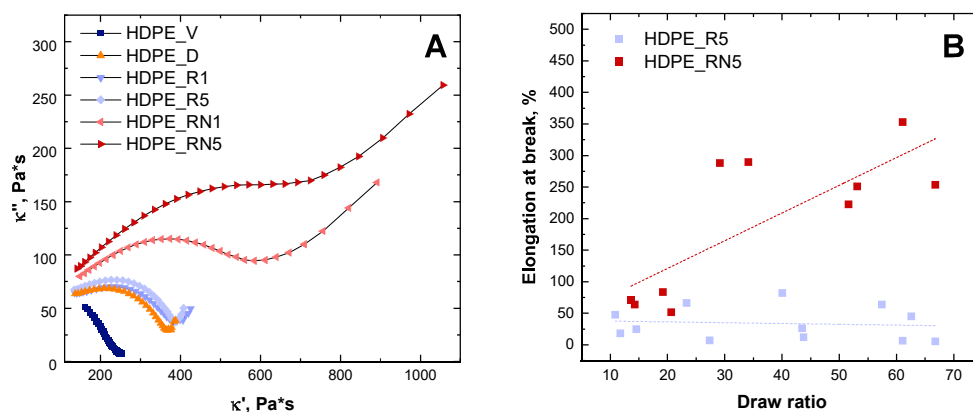 A
HDPE_V
HDPE_D
HDPE_R1
HDPE_R5
HDPE_RN1
HDPE_RN5
κ'', Pa*s
300
250
200
150
100
50
0
200 400 600 800 1000
κ', Pa*s
B
HDPE_R5
HDPE_RN5
Elongation at break, %
500
450
400
350
300
250
200
150
100
50
0
10 20 30 40 50 60 70
Draw ratio